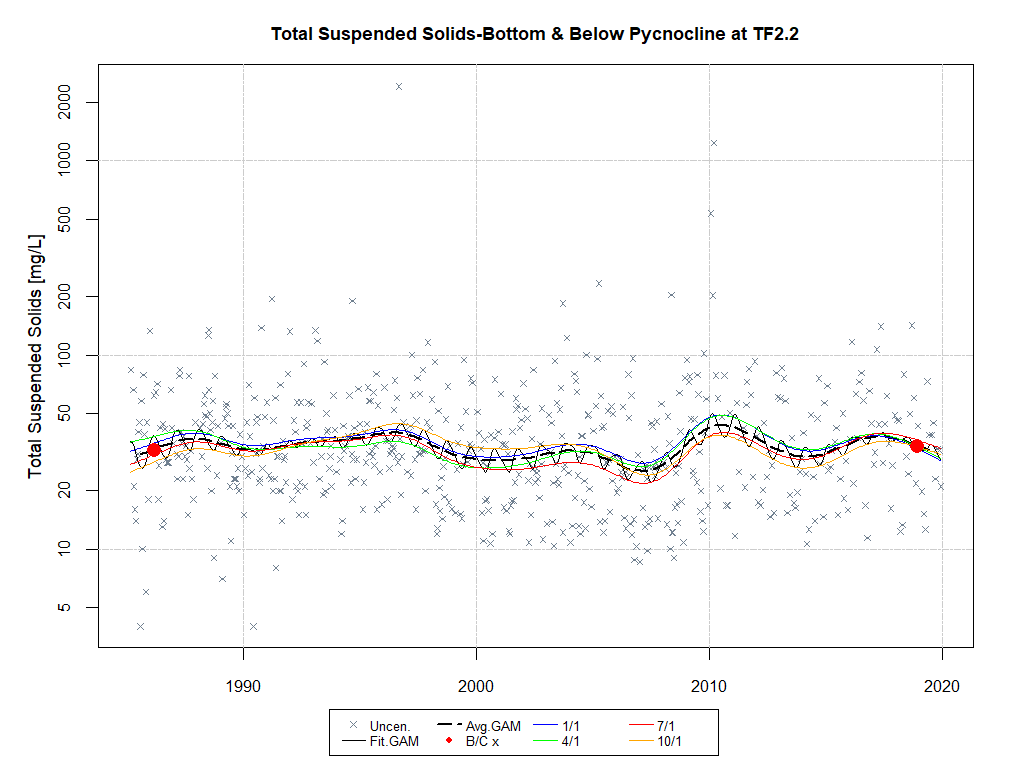 Total Suspended Solids-Bottom & Below Pycnocline at TF2.2
Total Suspended Solids [mg/L]
2000
1000
500
200
100
50
20
10
5
1990 2000 2010 2020
Uncen. Avg.GAM 1/1 7/1
Fit.GAM B/C x 4/1 10/1